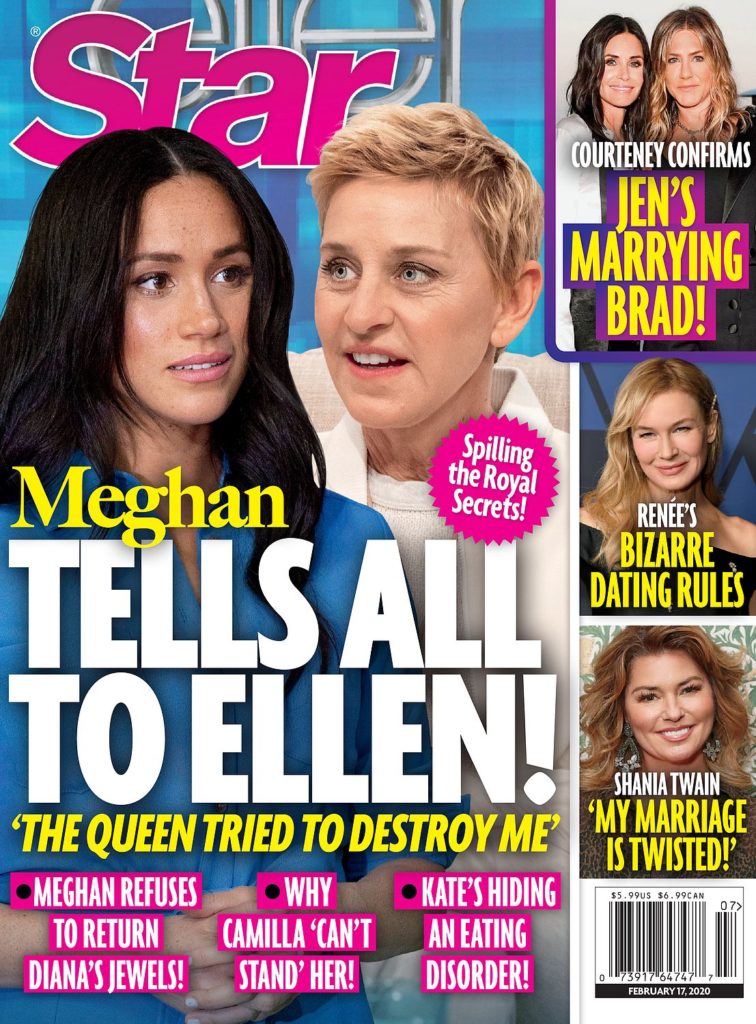 ®
Star
Meghan
TELLS ALL
TO ELLEN!
'THE QUEEN TRIED TO DESTROY ME'
• MEGHAN REFUSES
TO RETURN
DIANA'S JEWELS!
• WHY
CAMILLA 'CAN'T
STAND' HER!
• KATE'S HIDING
AN EATING
DISORDER!
Spilling
the Royal
Secrets!
COURTENEY CONFIRMS
JEN'S
MARRYING
BRAD!
RENÉE'S
BIZARRE
DATING RULES
SHANIA TWAIN
'MY MARRIAGE
IS TWISTED!'
$5.99US $6.99CAN
07>
0 73917 64747 7
FEBRUARY 17, 2020